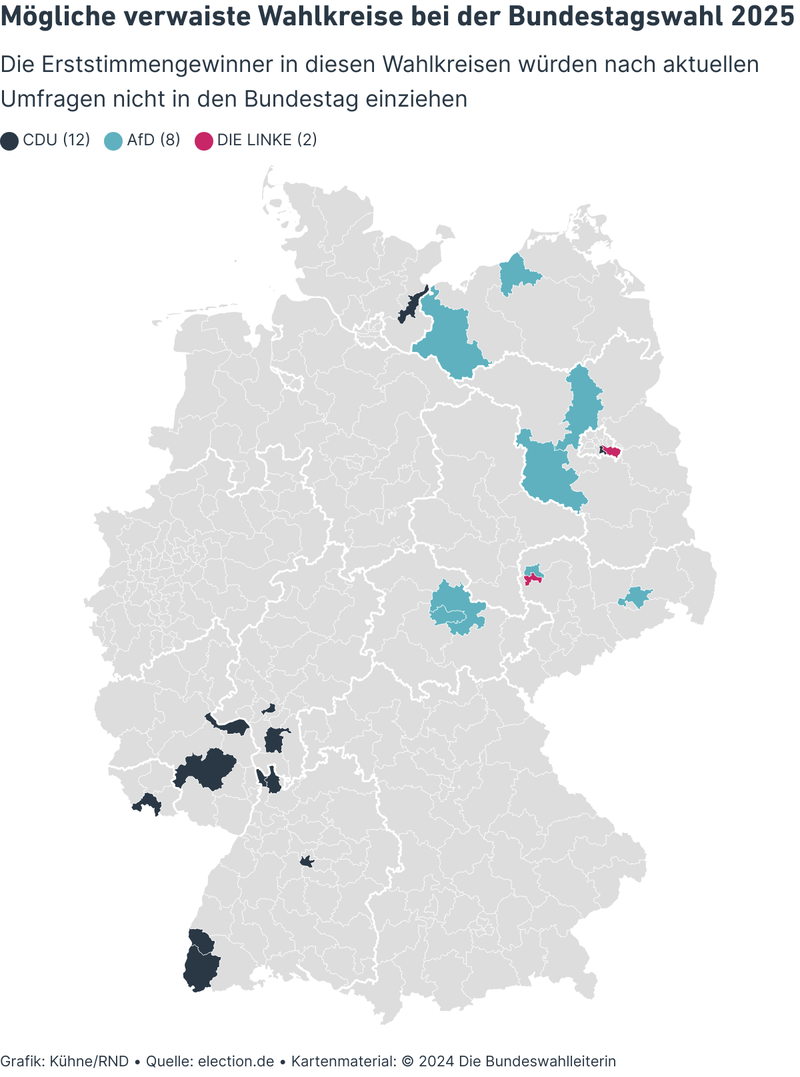 Mögliche verwaiste Wahlkreise bei der Bundestagswahl 2025
Die Erststimmengewinner in diesen Wahlkreisen würden nach aktuellen
Umfragen nicht in den Bundestag einziehen
CDU (12) AfD (8) DIE LINKE (2)
Grafik: Kühne/RND • Quelle: election.de • Kartenmaterial: © 2024 Die Bundeswahlleiterin